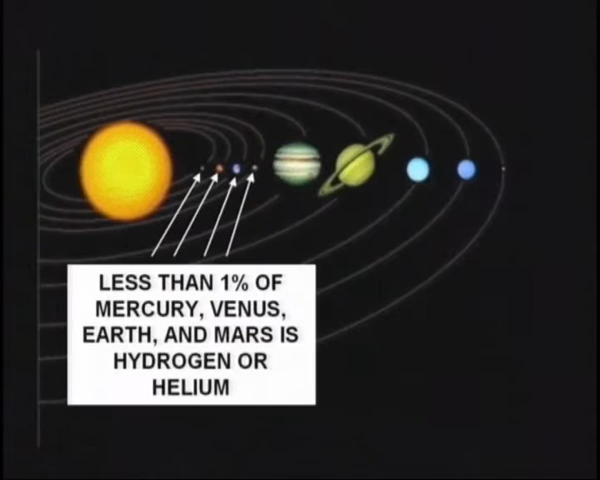 LESS THAN 1% OF
MERCURY, VENUS,
EARTH, AND MARS IS
HYDROGEN OR
HELIUM